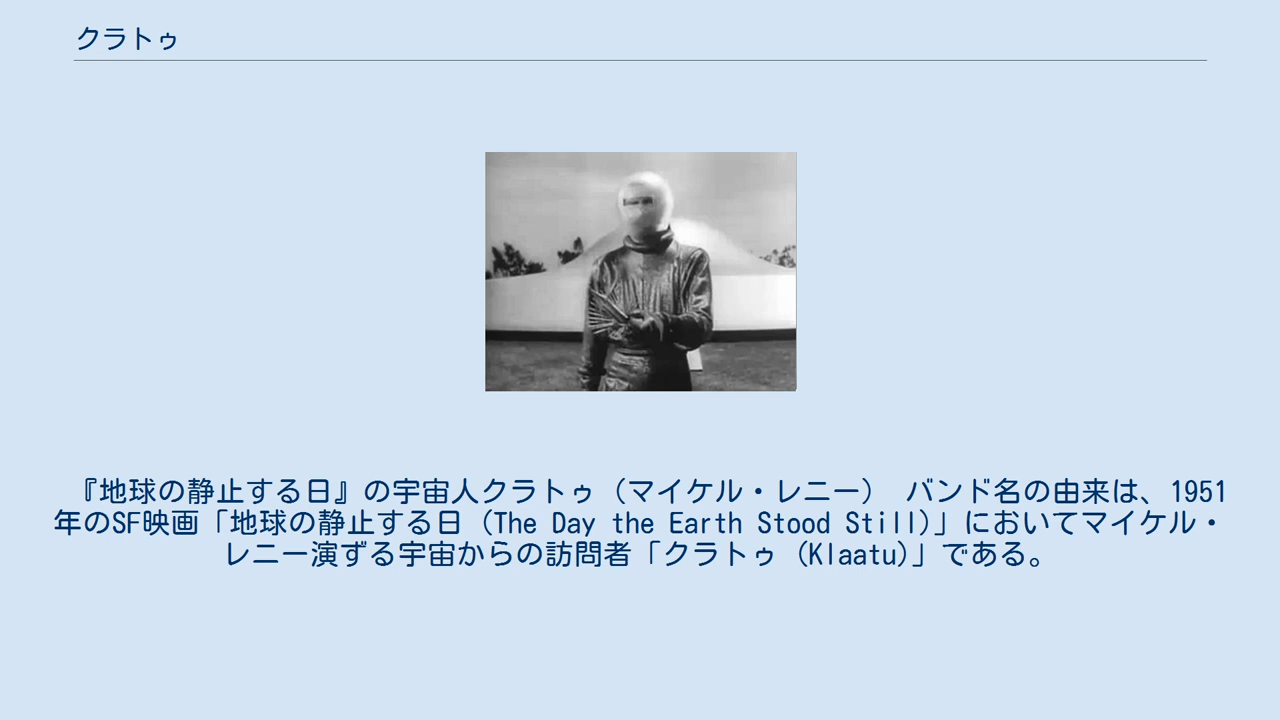 クラトゥ
『地球の静止する日』の宇宙人クラトゥ（マイケル・レニー）　バンド名の由来は、1951
年のSF映画「地球の静止する日（The Day the Earth Stood Still)」においてマイケル・
レニー演ずる宇宙からの訪問者「クラトゥ（Klaatu)」である。